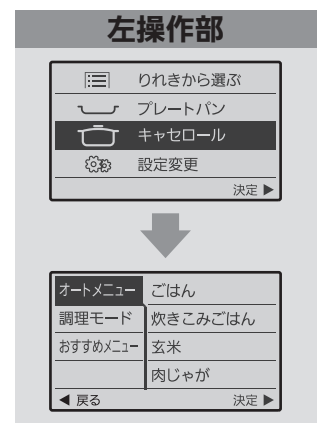 左操作部
りれきから選ぶ
プレートパン
キャセロール
設定変更
決定 ▶
オートメニュー ごはん
調理モード 炊きこみごはん
おすすめメニュー 玄米
肉じゃが
◀ 戻る 決定 ▶